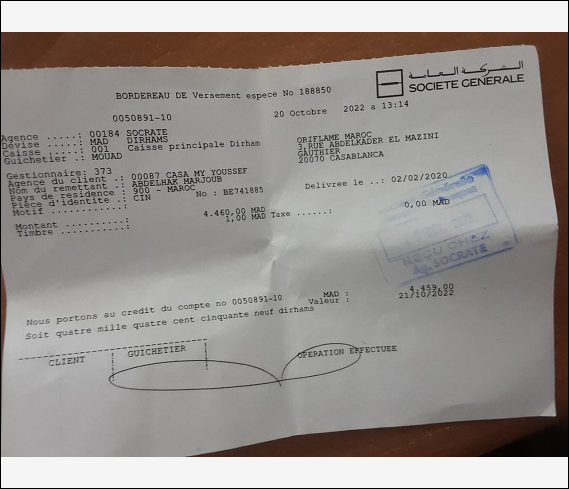 الشركة العامة
SOCIETE GENERALE
BORDEREAU DE Versement espece No 188850
0050891-10 20 Octobre 2022 a 13:14
Agence .....: 00184 SOCRATE
Devise .....: MAD DIRHAMS
Caisse .....: 001 Caisse principale Dirham
Guichetier .: MOUAD
ORIFLAME MAROC
3,RUE ABDELKADER EL MAZINI
GAUTHIER
20070 CASABLANCA
Gestionnaire: 373
Agence du client .: 00087 CASA MY YOUSSEF
Nom du remettant .: ABDELHAK MARJOUB
Pays de residence : 900 - MAROC
Pièce d'identite .: CIN No : BE741885 Delivree le ..: 02/02/2020
Motif ............:
Montant ..........: 4.460,00 MAD
Timbre ...........: 1,00 MAD Taxe ......: 0,00 MAD
REÇU CHEZ
Ag. SOCRATE
Nous portons au credit du compte no 0050891-10 MAD : 4.459,00
Soit quatre mille quatre cent cinquante neuf dirhams Valeur : 21/10/2022
CLIENT GUICHETIER OPERATION EFFECTUEE